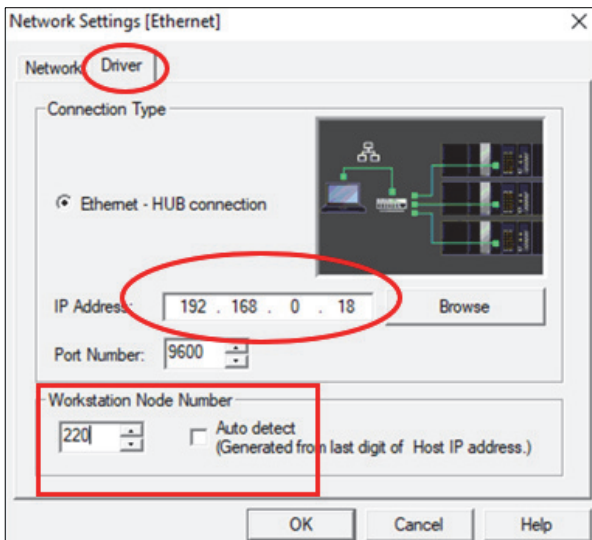 Network Settings [Ethernet]
Network Driver
Connection Type
Ethernet - HUB connection
IP Address: 192 . 168 . 0 . 18 Browse
Port Number: 9600
Workstation Node Number
220 Auto detect
(Generated from last digit of Host IP address.)
OK Cancel Help